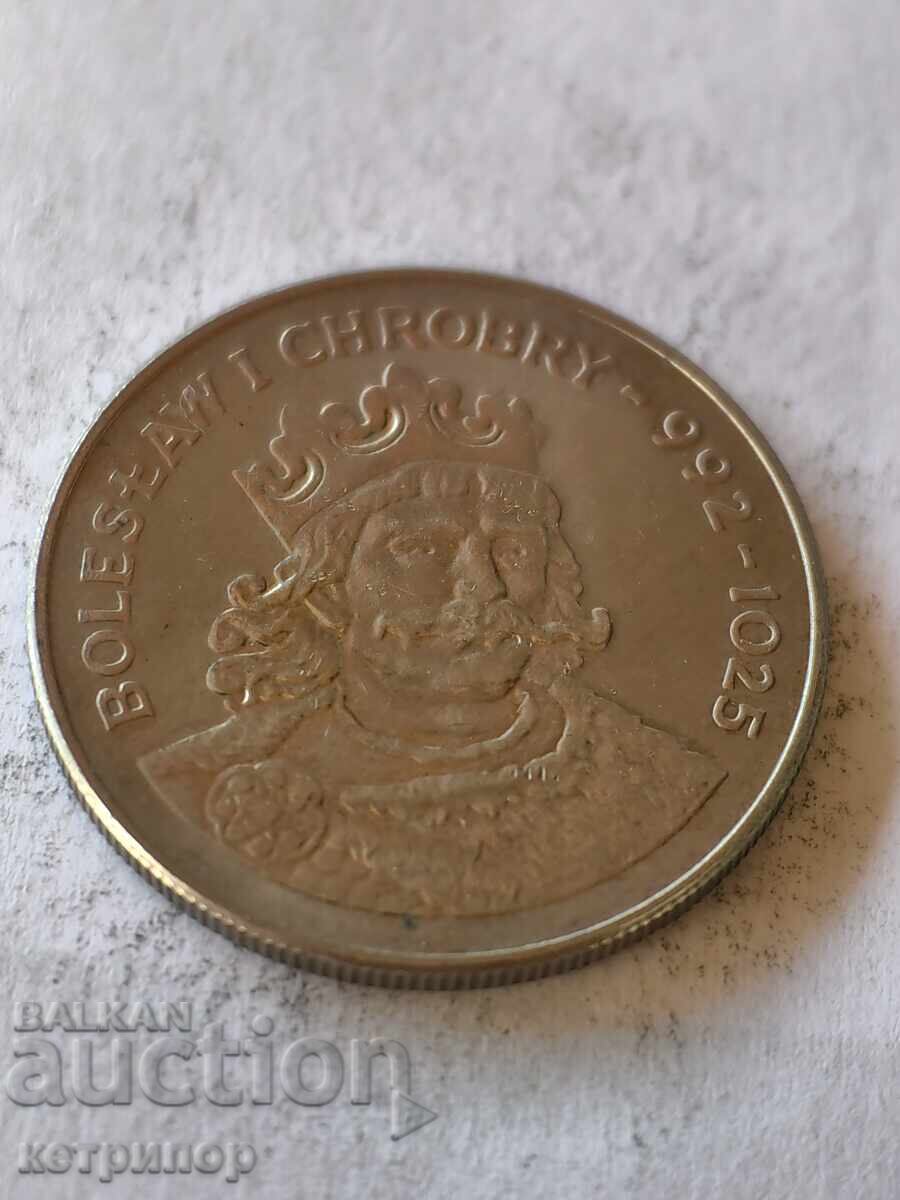 BOLESŁAW I CHROBRY - 992 - 1025
BALKAN
auction
кетрипор